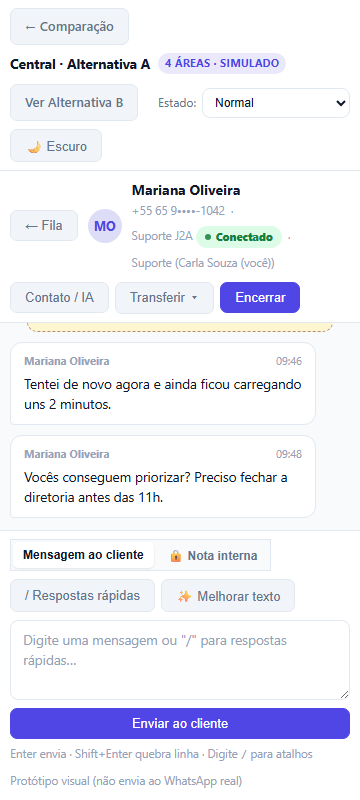 ← Comparação
Central · Alternativa A 4 ÁREAS · SIMULADO
Ver Alternativa B Estado: Normal
🌙 Escuro
← Fila
MO
Mariana Oliveira
+55 65 9••••-1042 ·
Suporte J2A ● Conectado ·
Suporte (Carla Souza (você))
Contato / IA Transferir ▾ Encerrar
Mariana Oliveira 09:46
Tentei de novo agora e ainda ficou carregando
uns 2 minutos.
Mariana Oliveira 09:48
Vocês conseguem priorizar? Preciso fechar a
diretoria antes das 11h.
Mensagem ao cliente 🔒 Nota interna
/ Respostas rápidas ✨ Melhorar texto
Digite uma mensagem ou "/" para respostas
rápidas...
Enviar ao cliente
Enter envia · Shift+Enter quebra linha · Digite / para atalhos
Protótipo visual (não envia ao WhatsApp real)